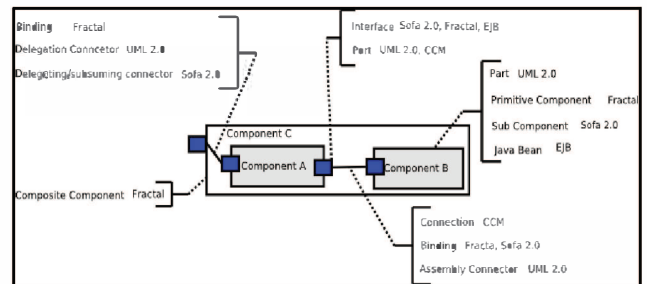 Binding Fractal
Delegation Conncetor UML 2.0
Delegating/subsuming connector Sofa 2.0
Interface Sofa 2.0, Fractal, EJB
Part UML 2.0, CCM
Part UML 2.0
Primitive Component Fractal
Sub Component Sofa 2.0
Java Bean EJB
Component C
Component A
Component B
Composite Component Fractal
Connection CCM
Binding Fracta, Sofa 2.0
Assembly Connector UML 2.0